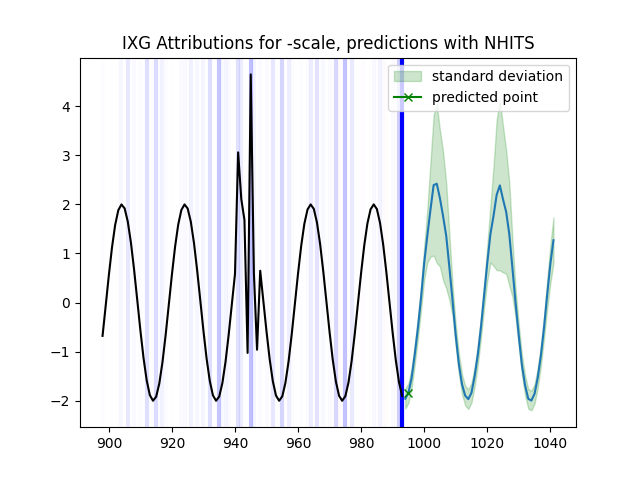 IXG Attributions for -scale, predictions with NHITS
standard deviation
predicted point
4
3
2
1
0
−1
−2
900 920 940 960 980 1000 1020 1040